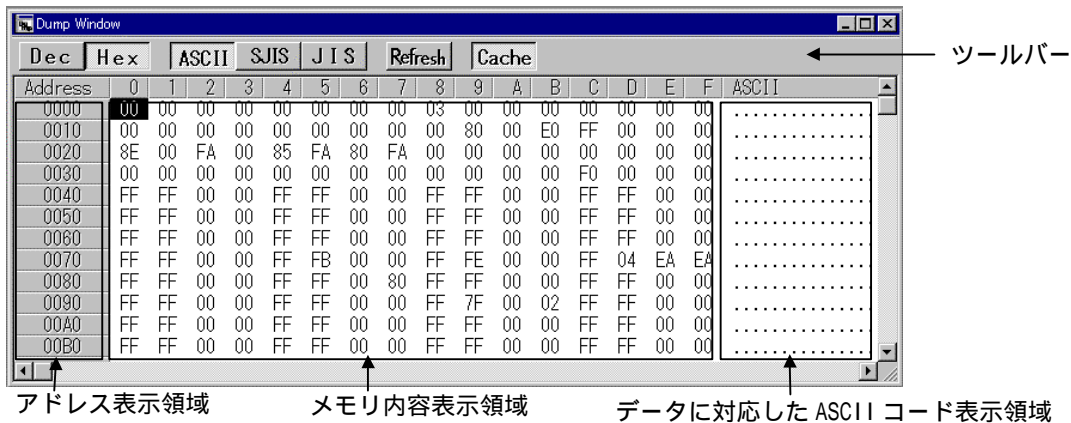 Dump Window
Dec Hex ASCII SJIS JIS Refresh Cache
ツールバー
Address 0 1 2 3 4 5 6 7 8 9 A B C D E F ASCII
0000 00 00 00 00 00 00 00 00 03 00 00 00 00 00 00 00 ..............
0010 00 00 00 00 00 00 00 00 00 80 00 E0 FF 00 00 00 ..............
0020 8E 00 FA 00 85 FA 80 FA 00 00 00 00 00 00 00 00 ..............
0030 00 00 00 00 00 00 00 00 00 00 00 00 F0 00 00 00 ..............
0040 FF FF 00 00 FF FF 00 00 FF FF 00 00 FF FF 00 00 ..............
0050 FF FF 00 00 FF FF 00 00 FF FF 00 00 FF FF 00 00 ..............
0060 FF FF 00 00 FF FF 00 00 FF FF 00 00 FF FF 00 00 ..............
0070 FF FF 00 00 FF FB 00 00 FF FE 00 00 FF 04 EA EA ..............
0080 FF FF 00 00 FF FF 00 80 FF FF 00 00 FF FF 00 00 ..............
0090 FF FF 00 00 FF FF 00 00 FF 7F 00 02 FF FF 00 00 ..............
00A0 FF FF 00 00 FF FF 00 00 FF FF 00 00 FF FF 00 00 ..............
00B0 FF FF 00 00 FF FF 00 00 FF FF 00 00 FF FF 00 00 ..............
アドレス表示領域 メモリ内容表示領域 データに対応した ASCII コード表示領域